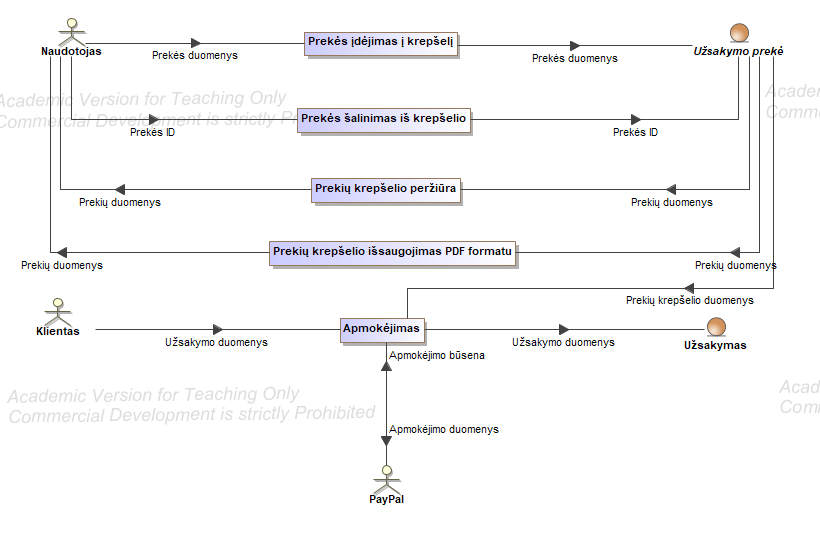 Prekės įdėjimas į krepšelį
Naudotojas
Užsakymo prekė
Prekės duomenys
Prekės duomenys
Academic Version for Teaching Only
Commercial Development is strictly
Prekės šalinimas iš krepšelio
Prekės ID
Prekės ID
Prekių krepšelio peržiūra
Prekių duomenys
Prekių duomenys
Prekių krepšelio išsaugojimas PDF formatu
Prekių duomenys
Prekių duomenys
Prekių krepšelio duomenys
Klientas
Apmokėjimas
Užsakymo duomenys
Užsakymo duomenys
Užsakymas
Apmokėjimo būsena
Academic Version for Teaching Only
Commercial Development is strictly Prohibited
Apmokėjimo duomenys
PayPal